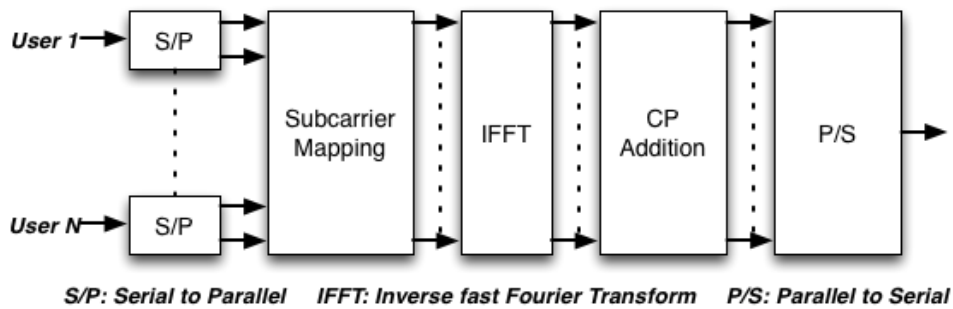 User 1
S/P
Subcarrier
Mapping
IFFT
CP
Addition
P/S
User N
S/P
S/P: Serial to Parallel IFFT: Inverse fast Fourier Transform P/S: Parallel to Serial